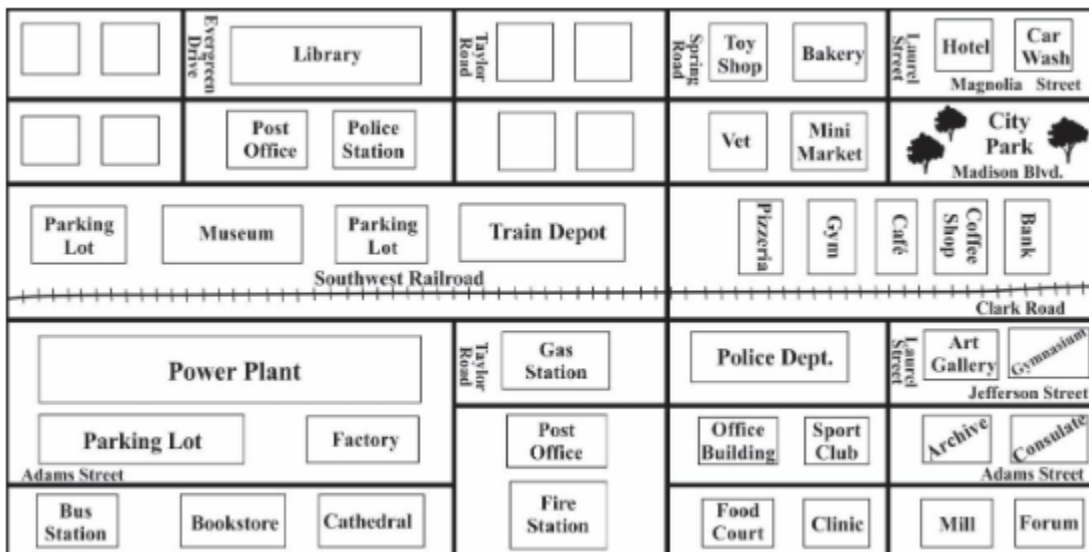 Evergreen
Drive
Library
Taylor
Road
Spring
Road
Toy
Shop
Bakery
Laurel
Street
Hotel
Car
Wash
Magnolia Street
Post
Office
Police
Station
Vet
Mini
Market
City
Park
Madison Blvd.
Parking
Lot
Museum
Parking
Lot
Train Depot
Pizzeria
Gym
Café
Coffee
Shop
Bank
Southwest Railroad
Clark Road
Power Plant
Taylor
Road
Gas
Station
Police Dept.
Laurel
Street
Art
Gallery
Gymnasium
Jefferson Street
Parking Lot
Factory
Post
Office
Office
Building
Sport
Club
Archive
Consulate
Adams Street
Adams Street
Bus
Station
Bookstore
Cathedral
Fire
Station
Food
Court
Clinic
Mill
Forum